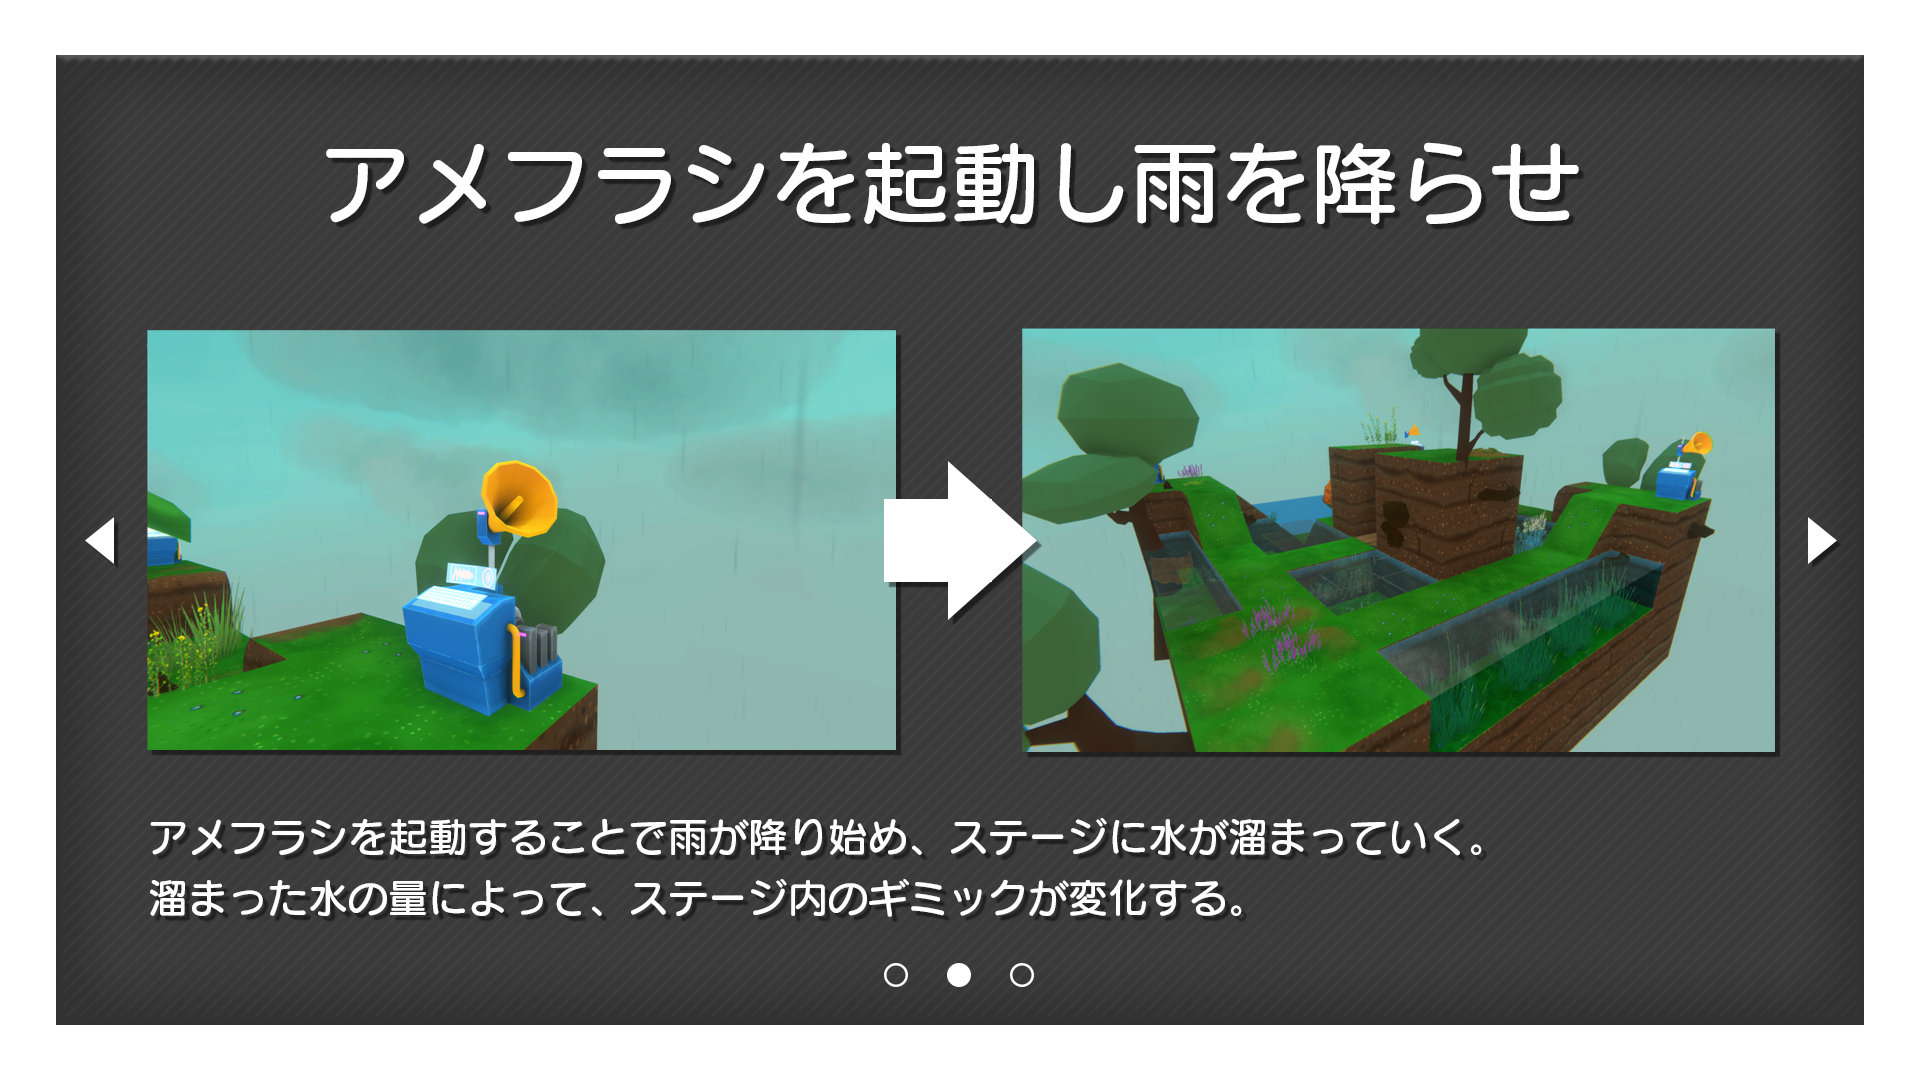 アメフラシを起動し雨を降らせ
アメフラシを起動することで雨が降り始め、ステージに水が溜まっていく。
溜まった水の量によって、ステージ内のギミックが変化する。